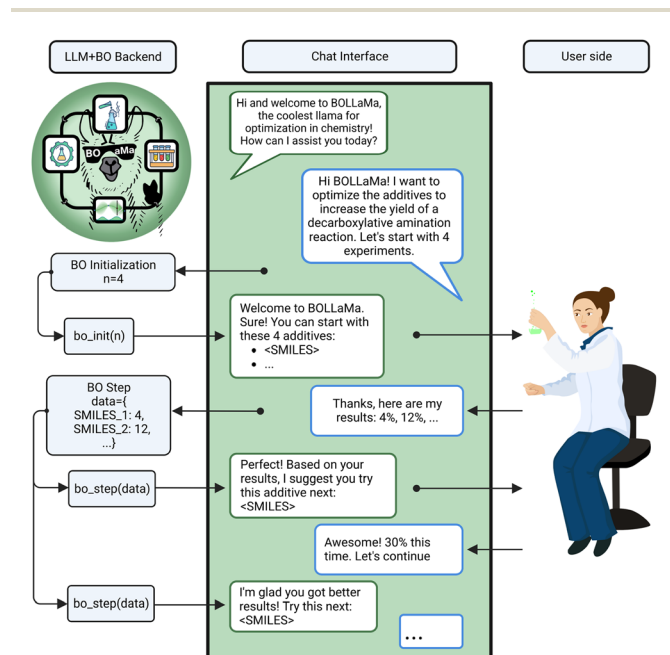 LLM+BO Backend
Chat Interface
User side
Hi and welcome to BOLLaMa,
the coolest llama for
optimization in chemistry!
How can I assist you today?
BO aMa
Hi BOLLaMa! I want to
optimize the additives to
increase the yield of a
decarboxylative amination
reaction. Let's start with 4
experiments.
BO Initialization
n=4
bo_init(n)
Welcome to BOLLaMa.
Sure! You can start with
these 4 additives:
• <SMILES>
• ...
BO Step
data={
SMILES_1: 4,
SMILES_2: 12,
...}
Thanks, here are my
results: 4%, 12%, ...
bo_step(data)
Perfect! Based on your
results, I suggest you try
this additive next:
<SMILES>
Awesome! 30% this
time. Let's continue
bo_step(data)
I'm glad you got better
results! Try this next:
<SMILES>
...